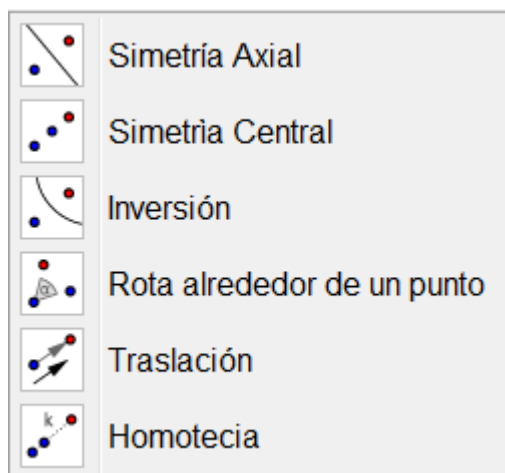 Simetría Axial
Simetrìa Central
Inversión
α
Rota alrededor de un punto
Traslación
k
Homotecia